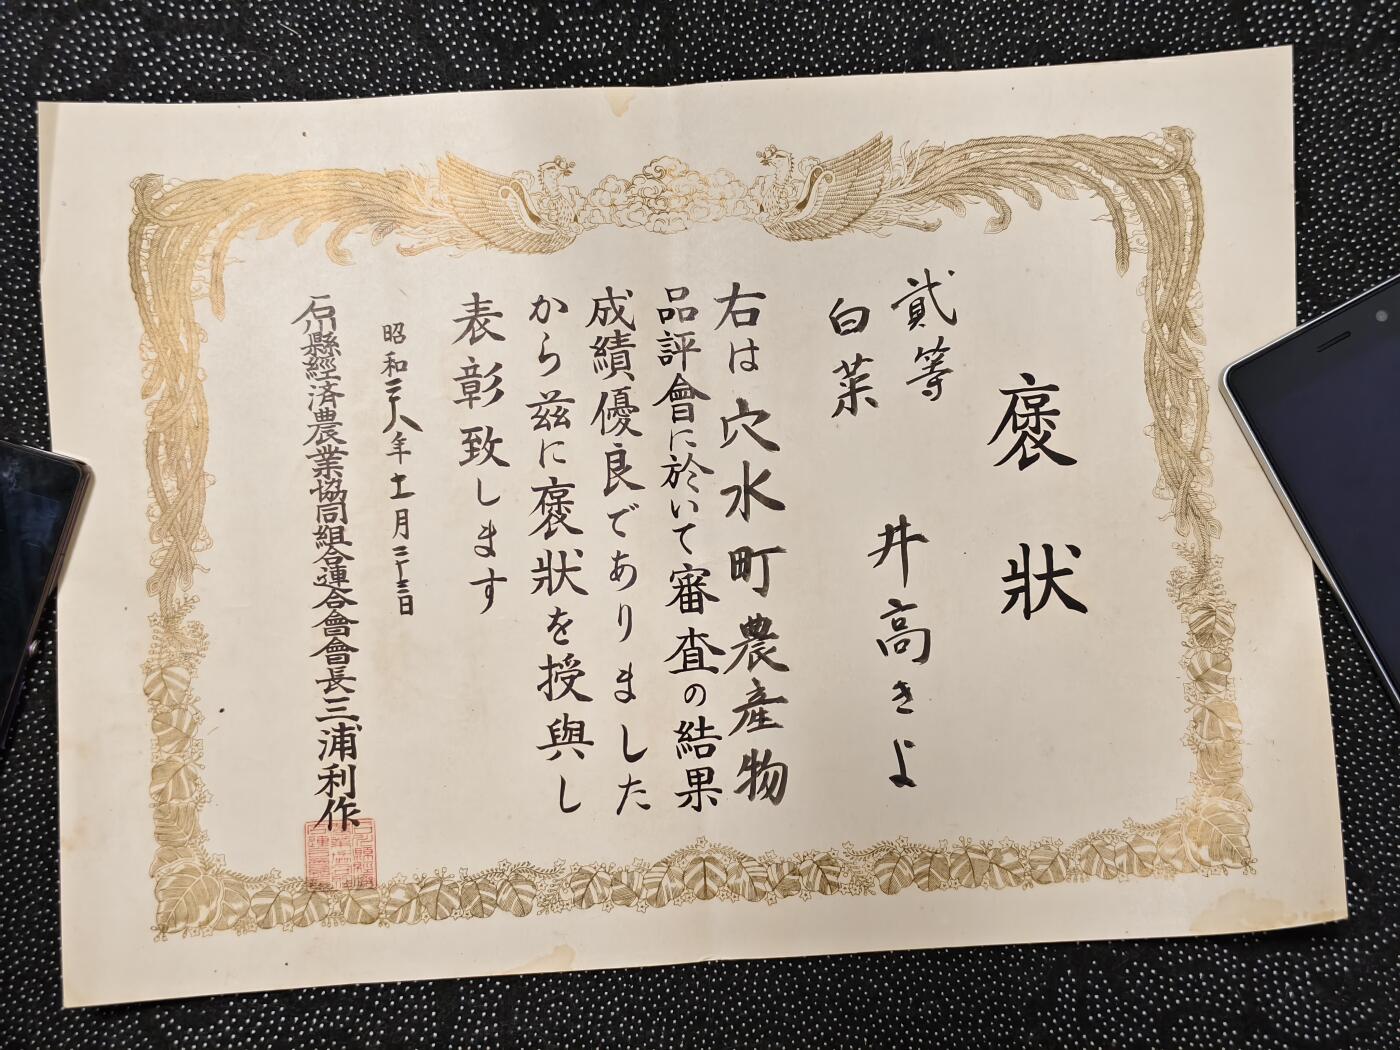 褒狀
貳等
白菜
井高きよ
右は穴水町農產物
品評會に於いて審査の結果
成績優良でありました
から茲に褒狀を授與し
表彰致します
昭和二十八年十一月二十三日
石川縣經済農業協同組合連合會會長三浦利作